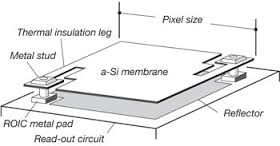 Pixel size
Thermal insulation leg
Metal stud
a-Si membrane
ROIC metal pad
Read-out circuit
Reflector